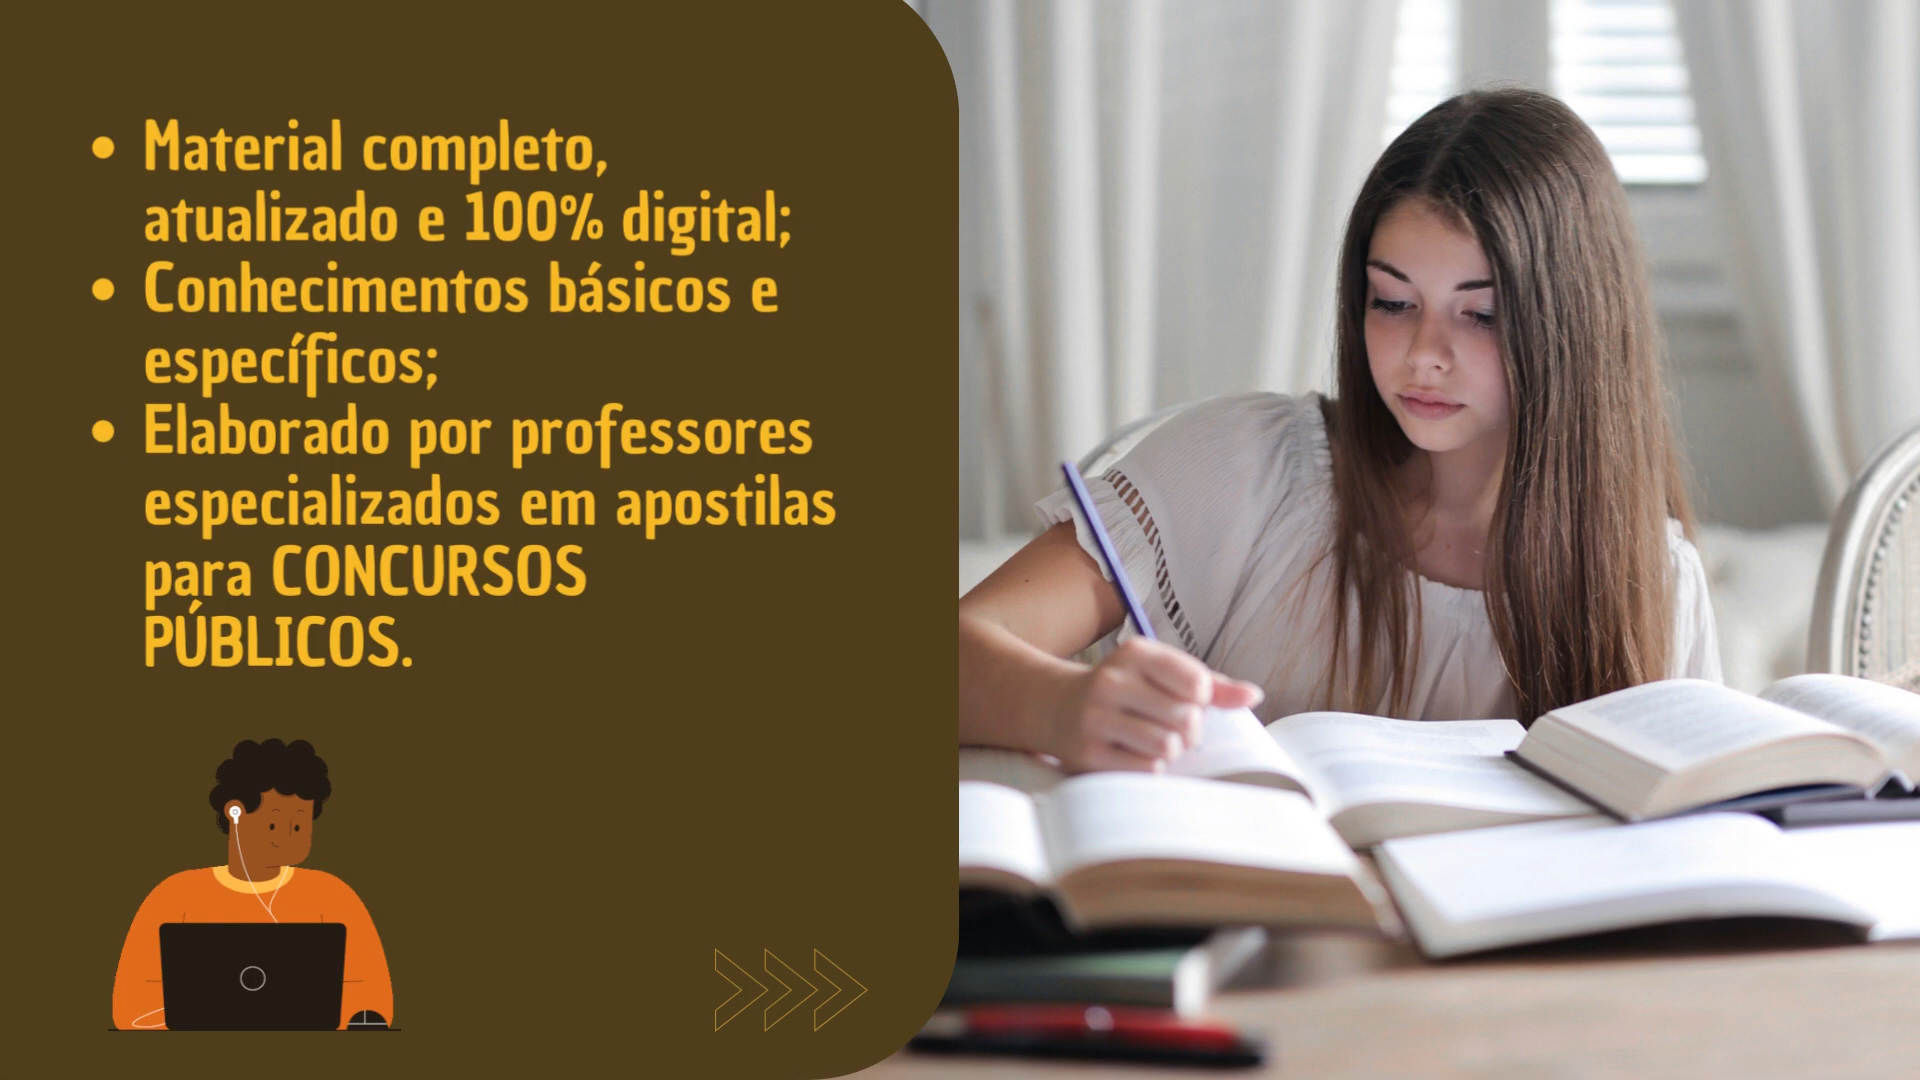 • Material completo,
atualizado e 100% digital;
• Conhecimentos básicos e
específicos;
• Elaborado por professores
especializados em apostilas
para CONCURSOS
PÚBLICOS.